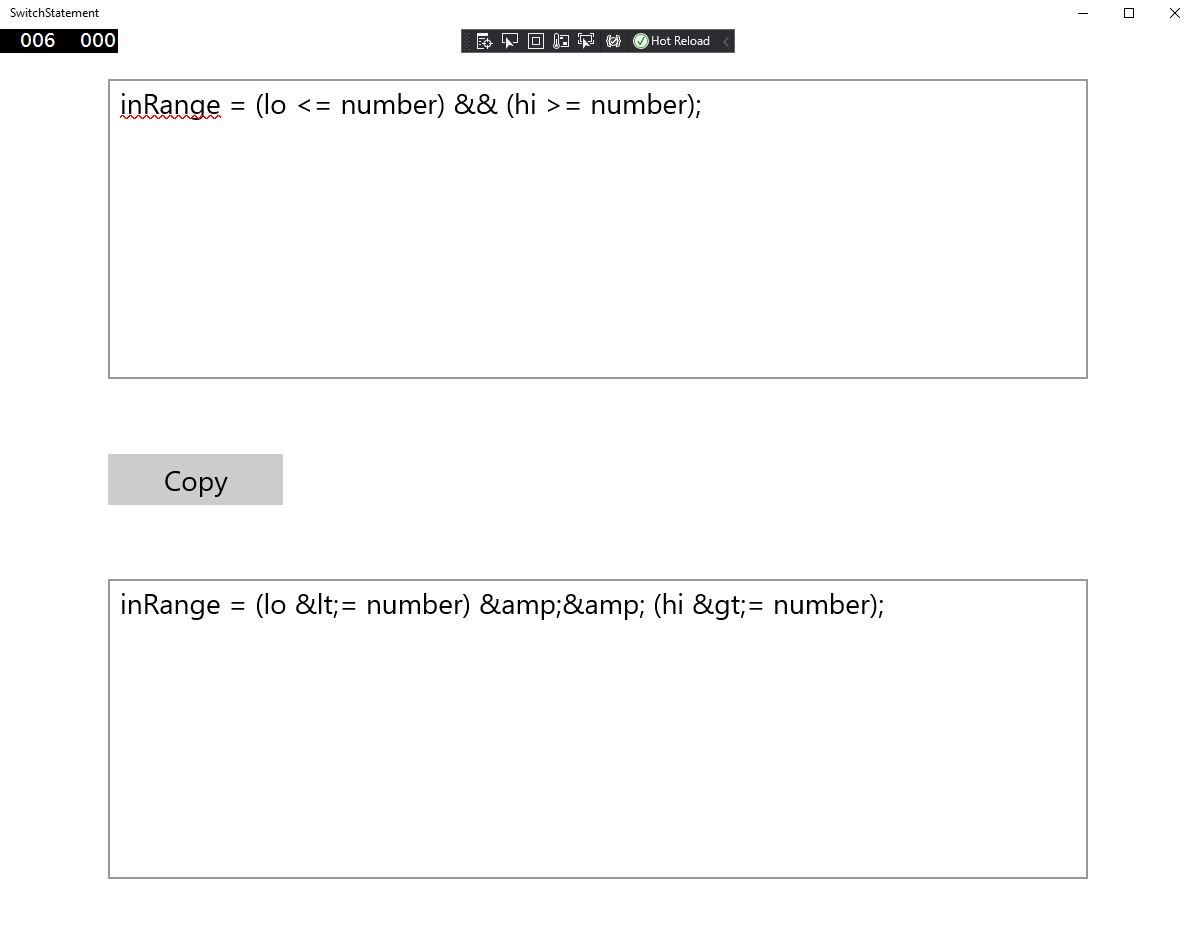 SwitchStatement
006 000
Hot Reload
inRange = (lo <= number) && (hi >= number);
Copy
inRange = (lo &lt;= number) &amp;&amp; (hi &gt;= number);